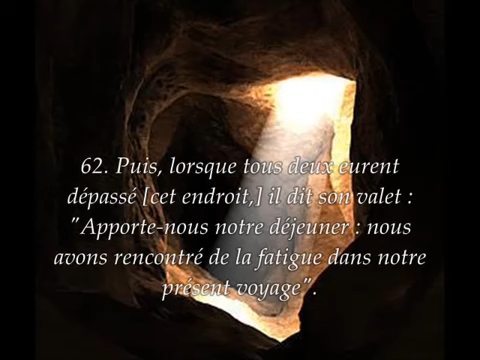 62. Puis, lorsque tous deux eurent
dépassé [cet endroit,] il dit son valet :
"Apporte-nous notre déjeuner : nous
avons rencontré de la fatigue dans notre
présent voyage".